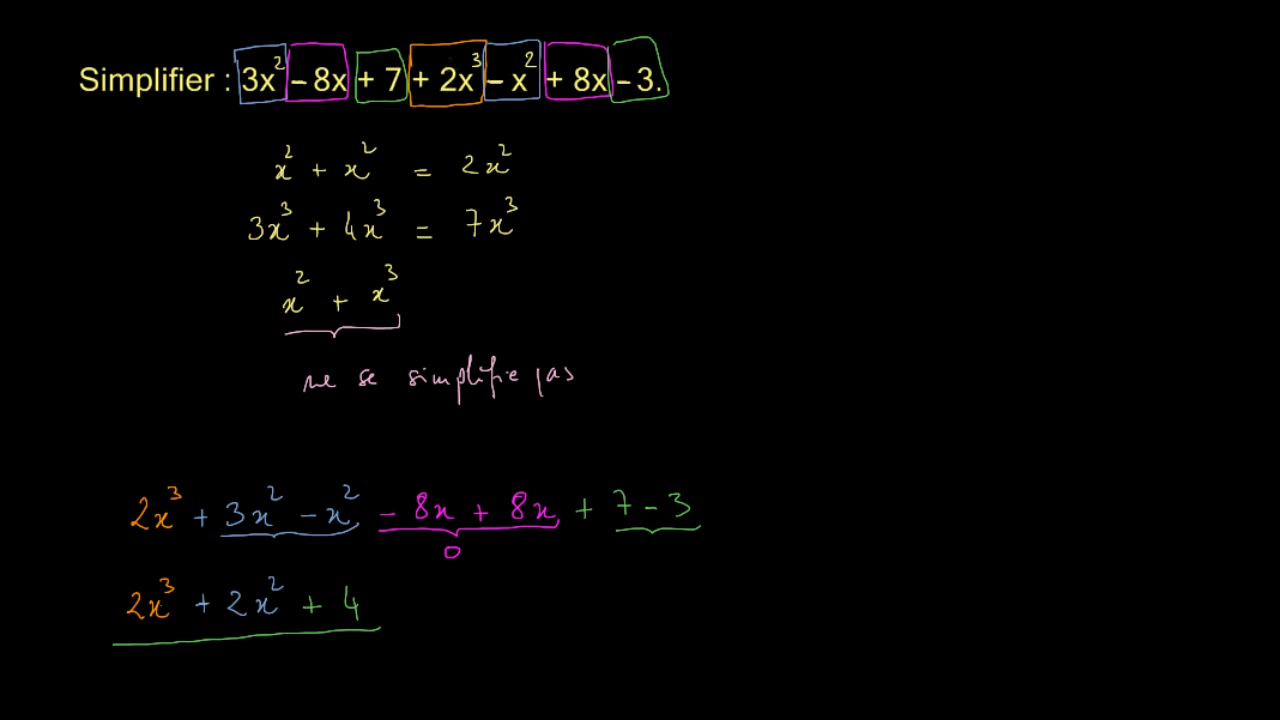 Simplifier : 3x² – 8x + 7 + 2x³ – x² + 8x – 3.
x² + x² = 2x²
3x³ + 4x³ = 7x³
x² + x³
ne se simplifie pas
2x³ + 3x² – x² – 8x + 8x + 7 – 3
0
2x³ + 2x² + 4